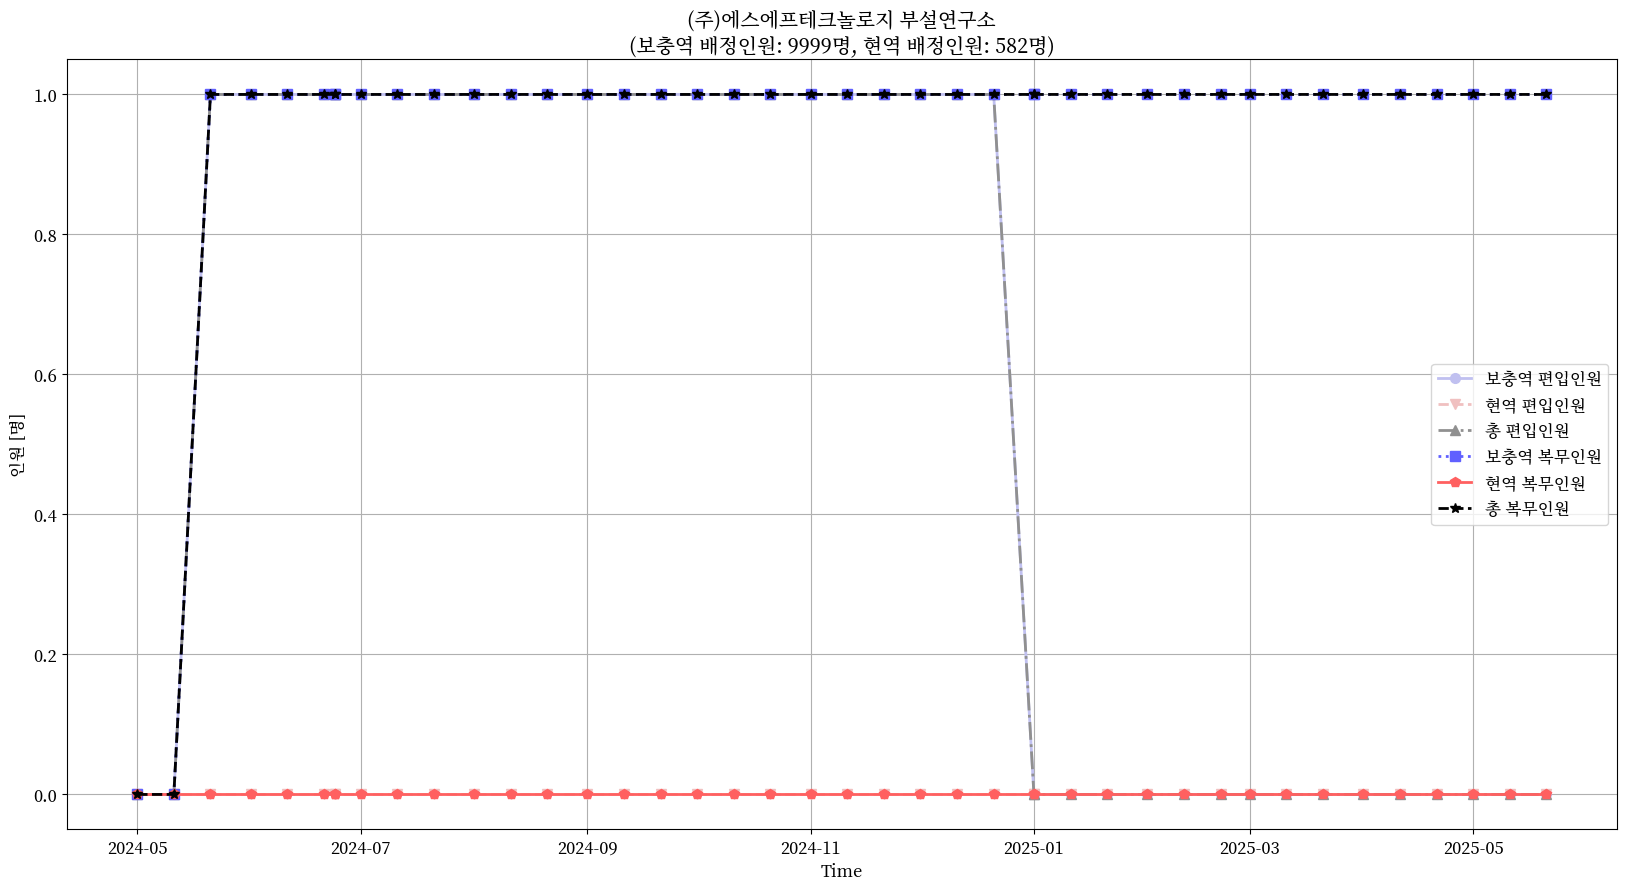 (주)에스에프테크놀로지 부설연구소
(보충역 배정인원: 9999명, 현역 배정인원: 582명)
1.0
0.8
0.6
0.4
0.2
0.0
인원 [명]
보충역 편입인원
현역 편입인원
총 편입인원
보충역 복무인원
현역 복무인원
총 복무인원
2024-05 2024-07 2024-09 2024-11 2025-01 2025-03 2025-05
Time